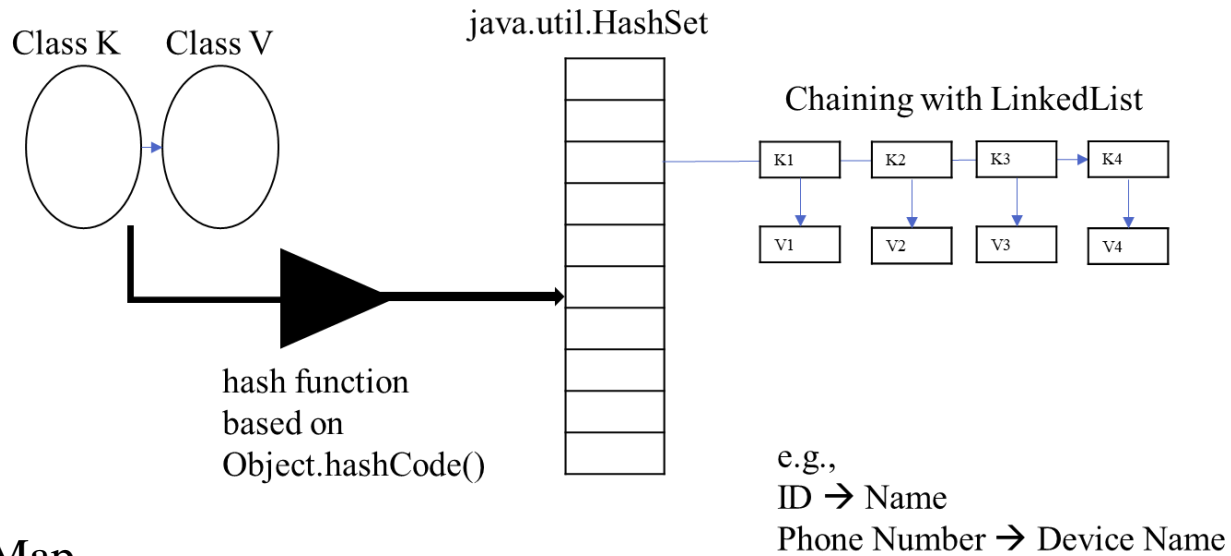 java.util.HashSet
Class K
Class V
Chaining with LinkedList
K1
K2
K3
K4
V1
V2
V3
V4
hash function
based on
Object.hashCode()
e.g.,
ID → Name
Phone Number → Device Name
Map